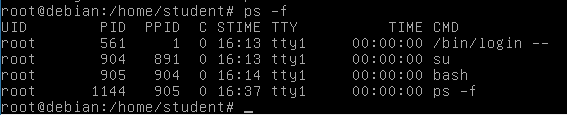 root@debian:/home/student# ps -f
UID        PID  PPID  C STIME TTY          TIME CMD
root       561     1  0 16:13 tty1     00:00:00 /bin/login --
root       904   891  0 16:13 tty1     00:00:00 su
root       905   904  0 16:14 tty1     00:00:00 bash
root      1144   905  0 16:37 tty1     00:00:00 ps -f
root@debian:/home/student# _